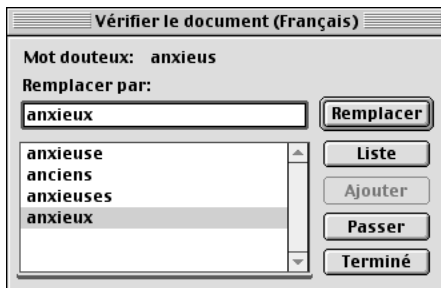 Vérifier le document (Français)
Mot douteux: anxieus
Remplacer par:
anxieux
Remplacer
anxieuse
anciens
anxieuses
anxieux
Liste
Ajouter
Passer
Terminé